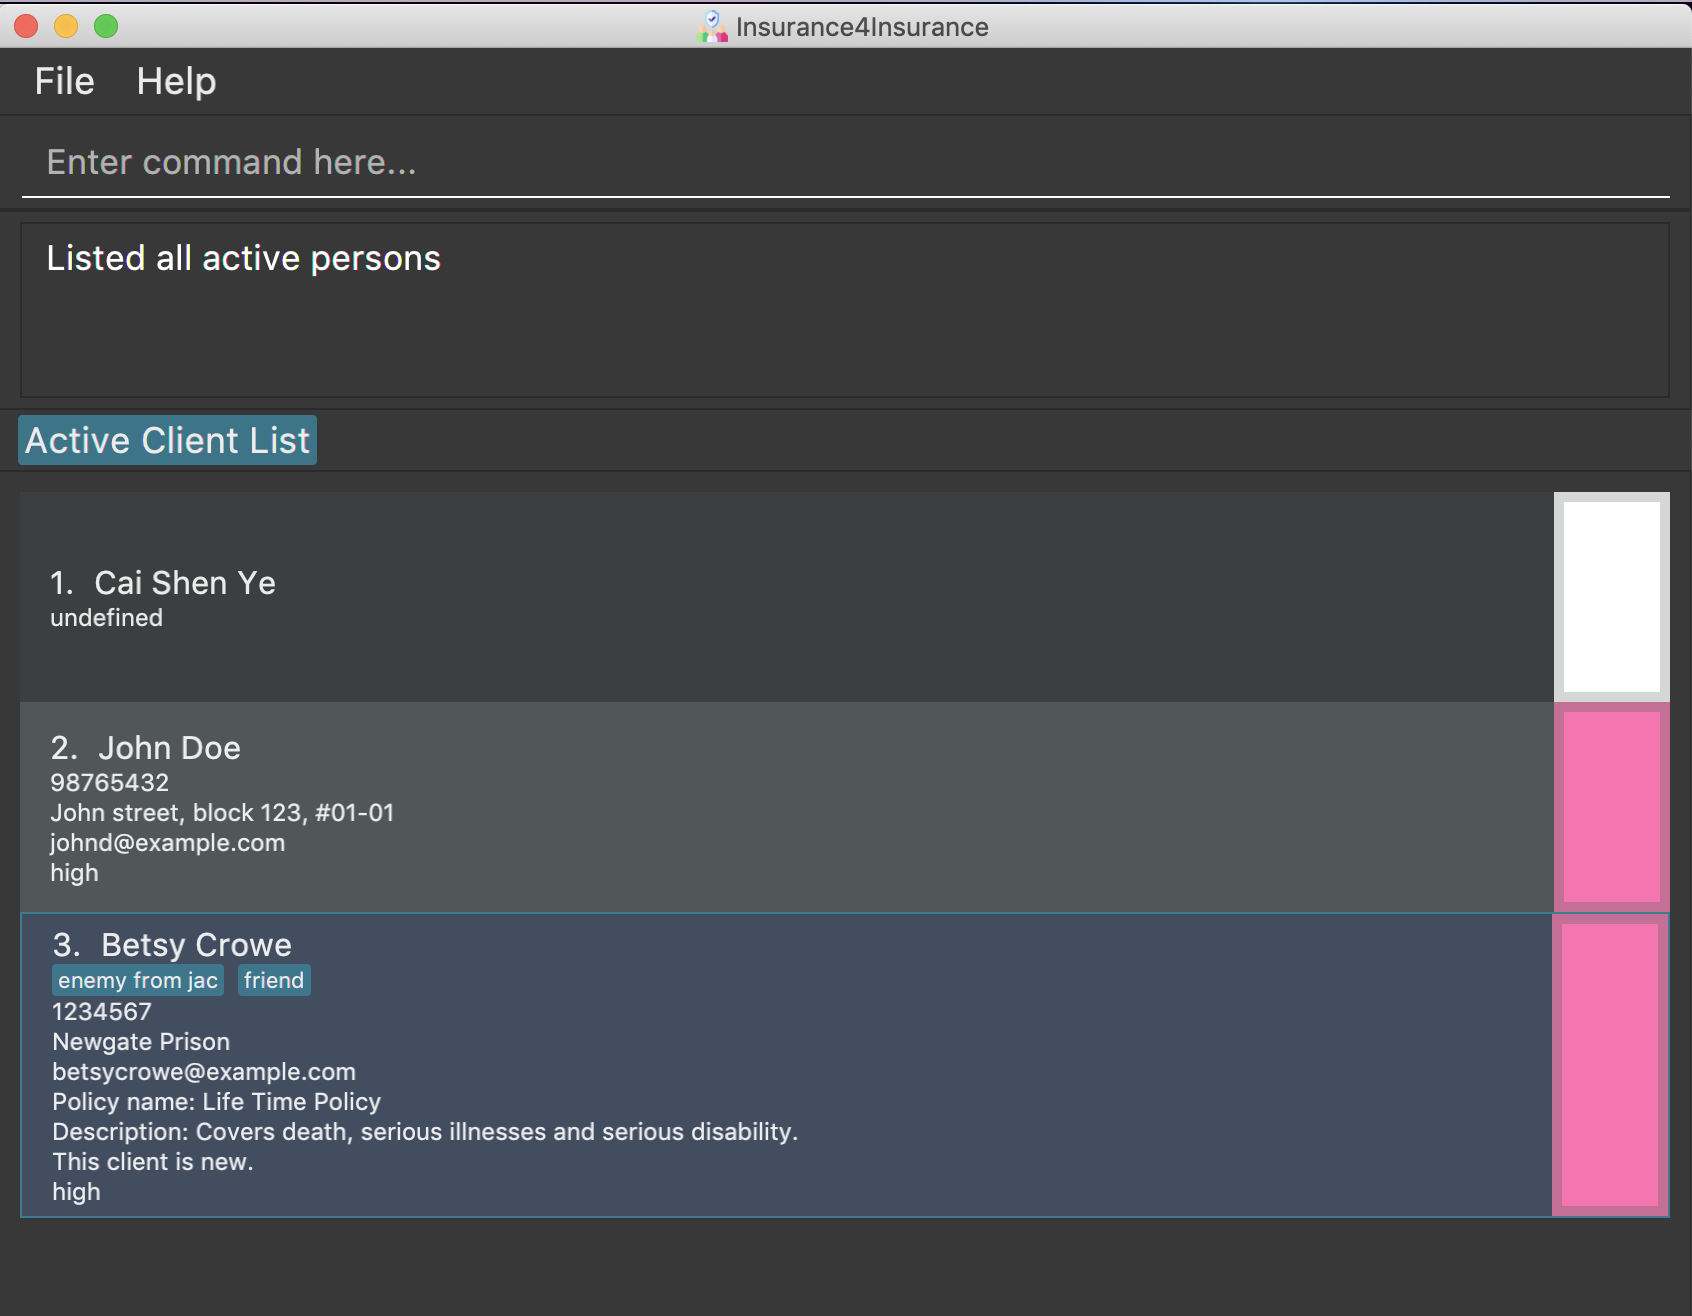 Insurance4Insurance
File Help
Enter command here...
Listed all active persons
Active Client List
1. Cai Shen Ye
undefined
2. John Doe
98765432
John street, block 123, #01-01
johnd@example.com
high
3. Betsy Crowe
enemy from jac friend
1234567
Newgate Prison
betsycrowe@example.com
Policy name: Life Time Policy
Description: Covers death, serious illnesses and serious disability.
This client is new.
high